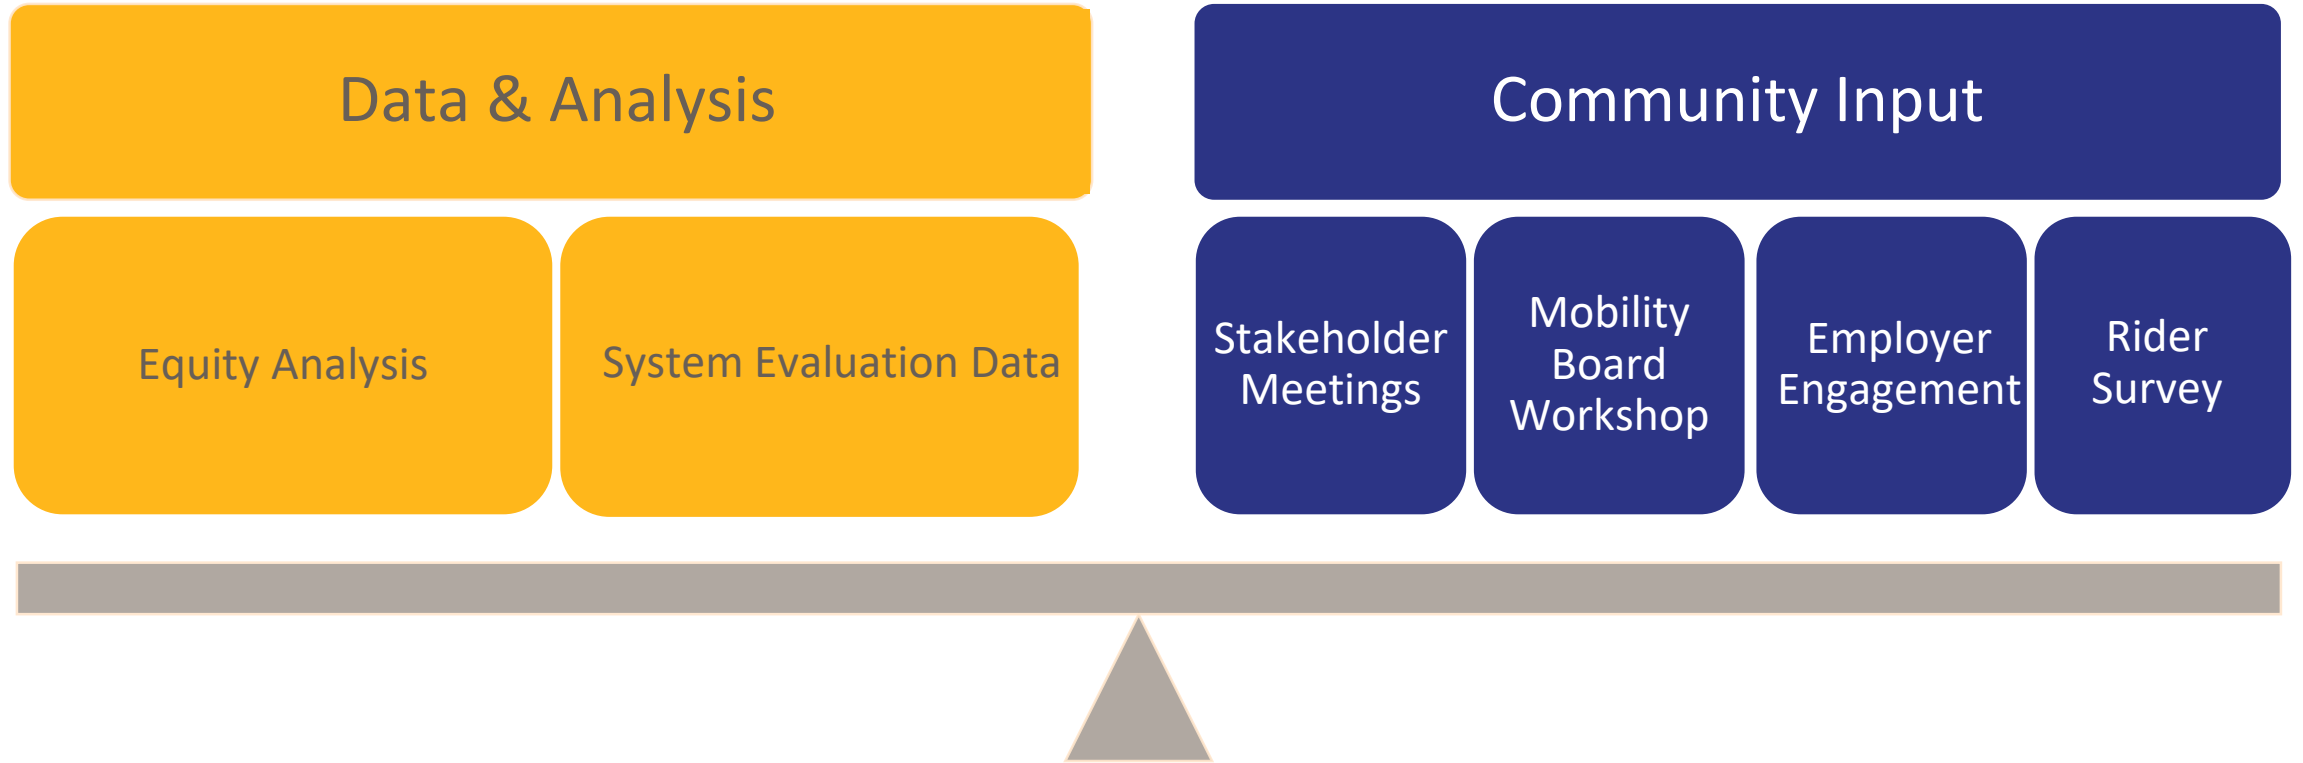 Data & Analysis
Community Input
Equity Analysis
System Evaluation Data
Stakeholder
Meetings
Mobility
Board
Workshop
Employer
Engagement
Rider
Survey